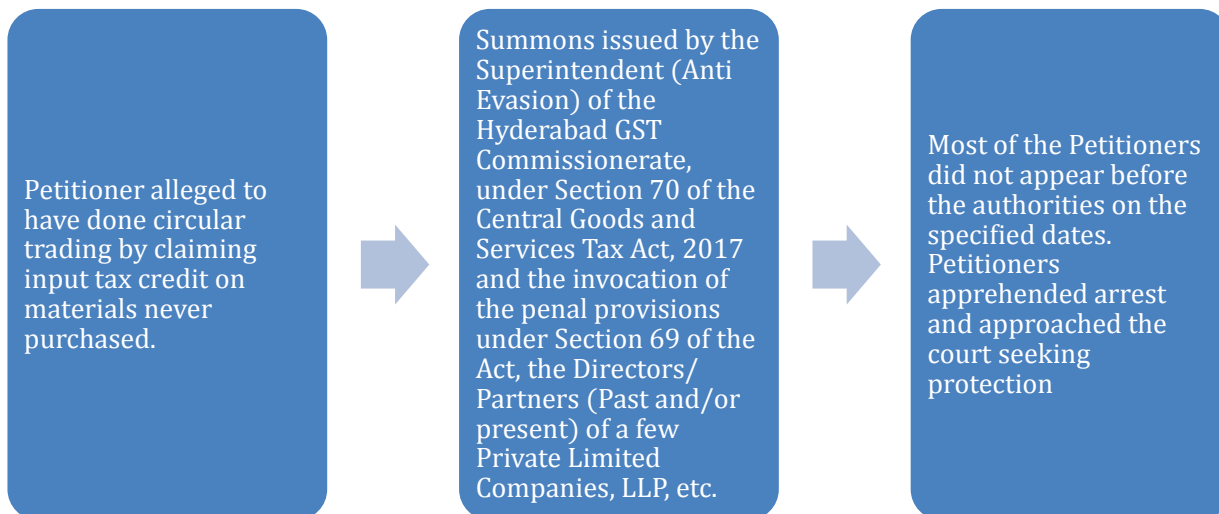 Petitioner alleged to
have done circular
trading by claiming
input tax credit on
materials never
purchased.
Summons issued by the
Superintendent (Anti
Evasion) of the
Hyderabad GST
Commissionerate,
under Section 70 of the
Central Goods and
Services Tax Act, 2017
and the invocation of
the penal provisions
under Section 69 of the
Act, the Directors/
Partners (Past and/or
present) of a few
Private Limited
Companies, LLP, etc.
Most of the Petitioners
did not appear before
the authorities on the
specified dates.
Petitioners
apprehended arrest
and approached the
court seeking
protection